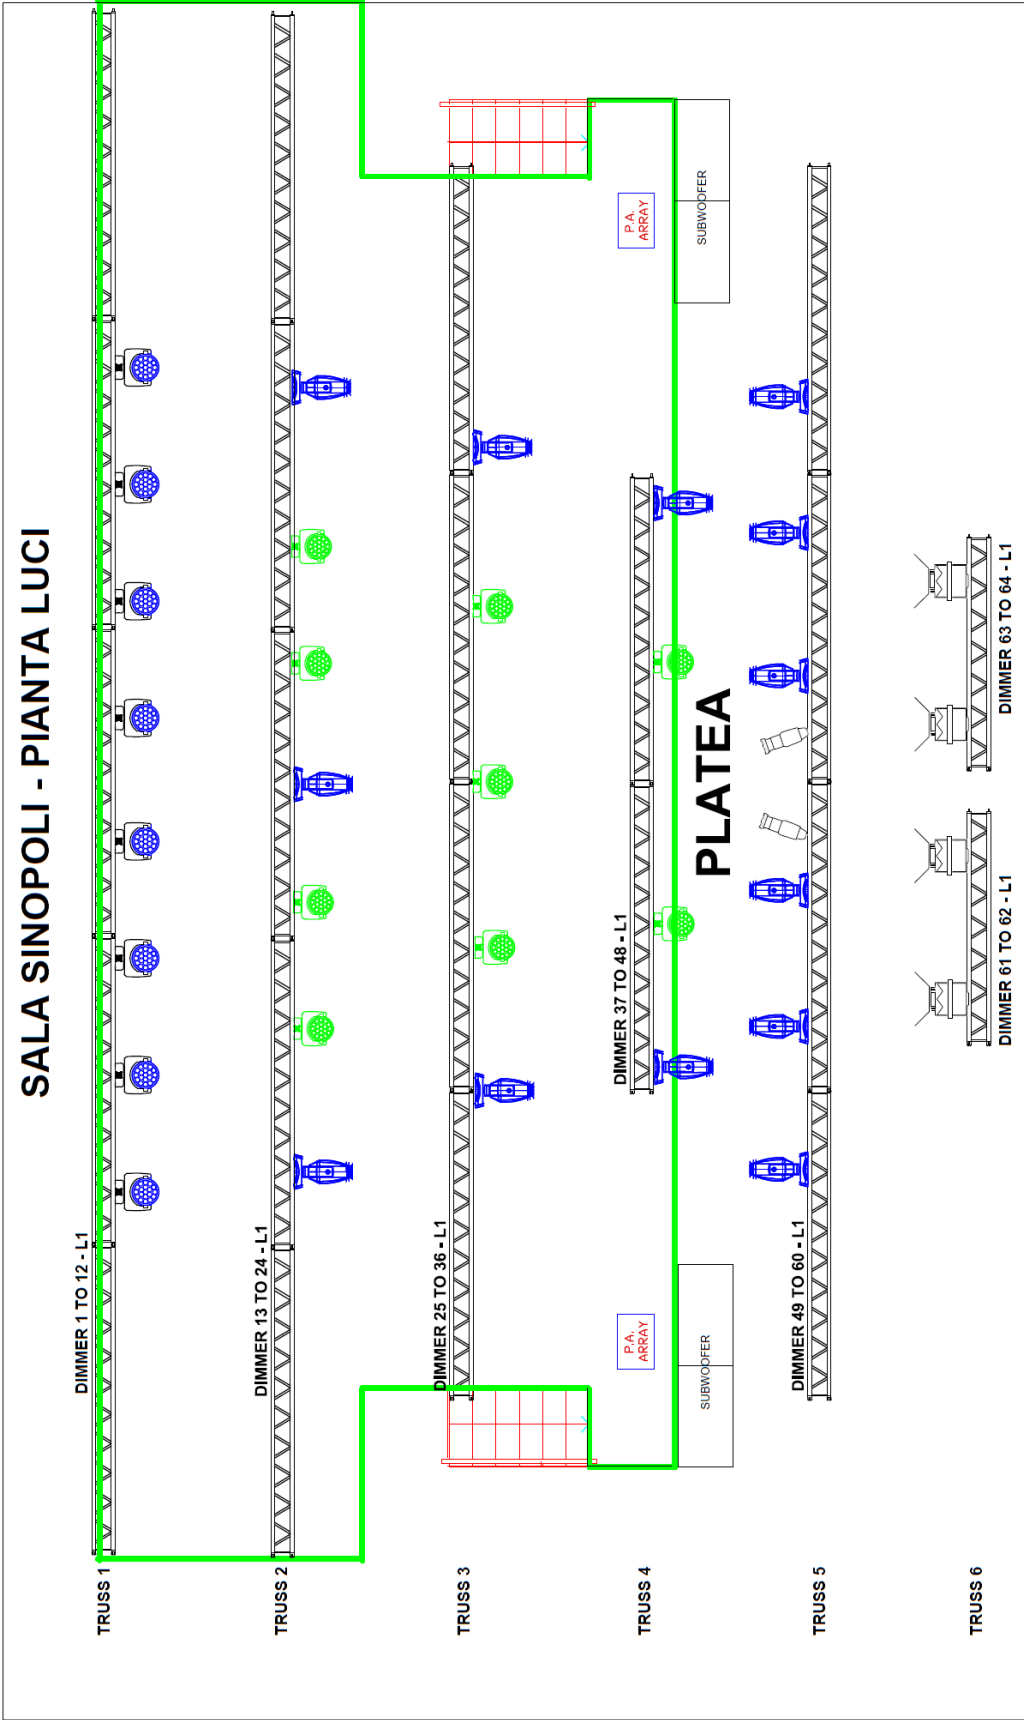 SALA SINOPOLI - PIANTA LUCI
TRUSS 1
DIMMER 1 TO 12 - L1
TRUSS 2
DIMMER 13 TO 24 - L1
TRUSS 3
DIMMER 25 TO 36 - L1
TRUSS 4
P.A.
ARRAY
DIMMER 37 TO 48 - L1
P.A.
ARRAY
SUBWOOFER
PLATEA
SUBWOOFER
TRUSS 5
DIMMER 49 TO 60 - L1
TRUSS 6
DIMMER 61 TO 62 - L1
DIMMER 63 TO 64 - L1